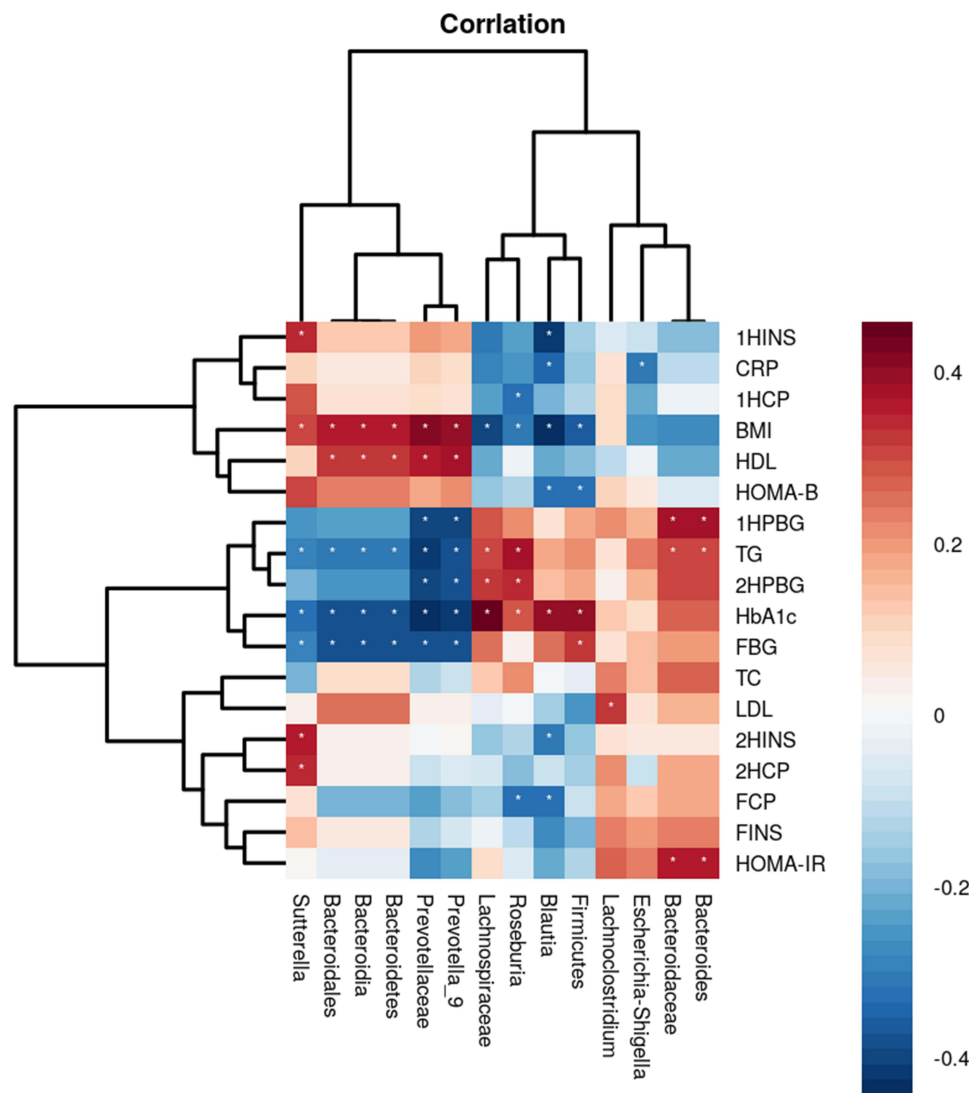 Corrlation
1HINS
CRP
1HCP
BMI
HDL
HOMA-B
1HPBG
TG
2HPBG
HbA1c
FBG
TC
LDL
2HINS
2HCP
FCP
FINS
HOMA-IR
0.4
0.2
0
-0.2
-0.4
Sutterella
Bacteroidales
Bacteroidia
Bacteroidetes
Prevotellaceae
Prevotella_9
Lachnospiraceae
Roseburia
Blautia
Firmicutes
Lachnoclostridium
Escherichia-Shigella
Bacteroidaceae
Bacteroides